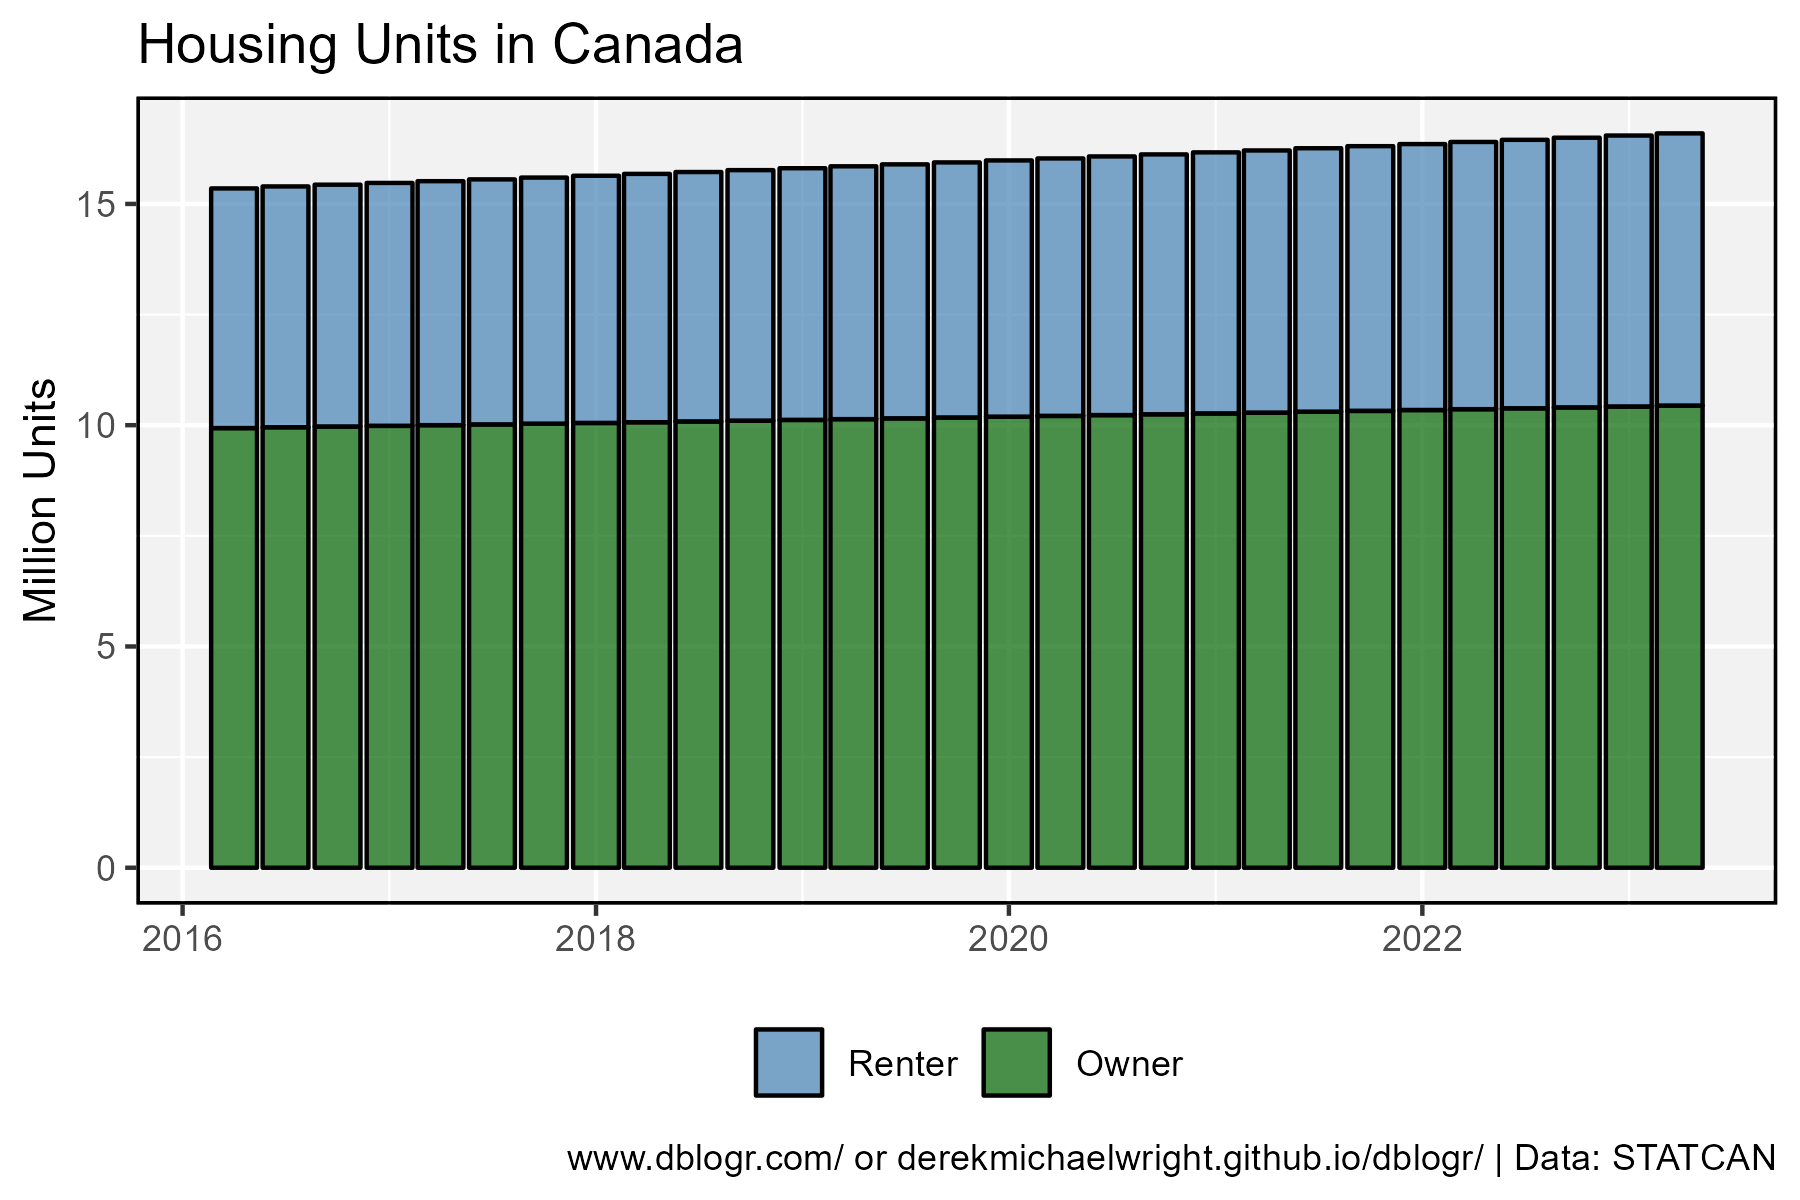 Housing Units in Canada
Million Units
15
10
5
0
2016 2018 2020 2022
Renter Owner
www.dblogr.com/ or derekmichaelwright.github.io/dblogr/ | Data: STATCAN